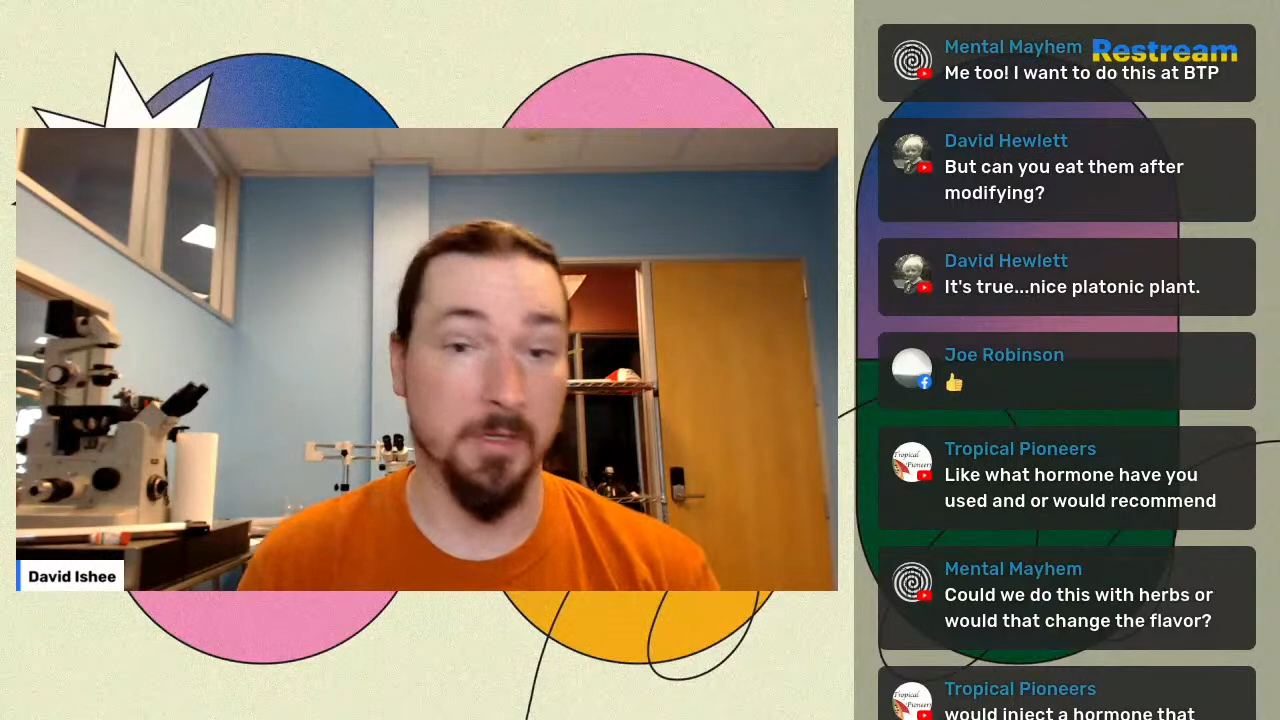 Restream
Mental Mayhem
Me too! I want to do this at BTP
David Hewlett
But can you eat them after
modifying?
David Hewlett
It's true...nice platonic plant.
Joe Robinson
👍
Tropical Pioneers
Like what hormone have you
used and or would recommend
Mental Mayhem
Could we do this with herbs or
would that change the flavor?
Tropical Pioneers
would inject a hormone that
David Ishee